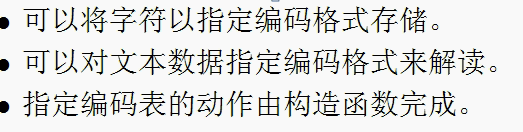 ● 可以将字符以指定编码格式存储。
● 可以对文本数据指定编码格式来解读。
● 指定编码表的动作由构造函数完成。